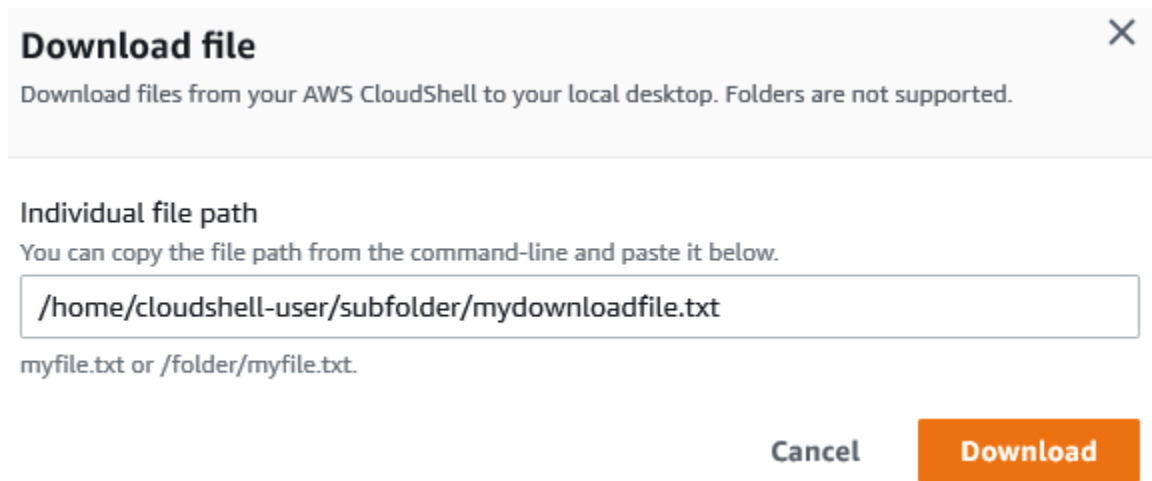 Download file
Download files from your AWS CloudShell to your local desktop. Folders are not supported.
Individual file path
You can copy the file path from the command-line and paste it below.
/home/cloudshell-user/subfolder/mydownloadfile.txt
myfile.txt or /folder/myfile.txt.
Cancel Download